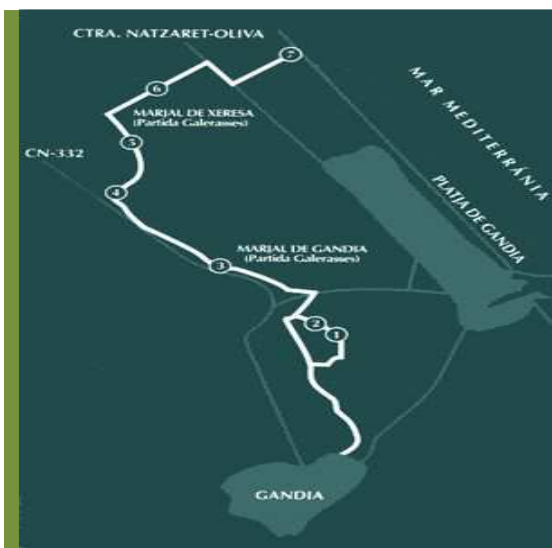 CTRA. NATZARET-OLIVA
7
MAR MEDITERRÁNIA
6
MARJAL DE XERESA
(Partida Galerasses)
5
CN-332
PLATJA DE GANDIA
4
MARJAL DE GANDIA
(Partida Galerasses)
3
2
1
GANDIA